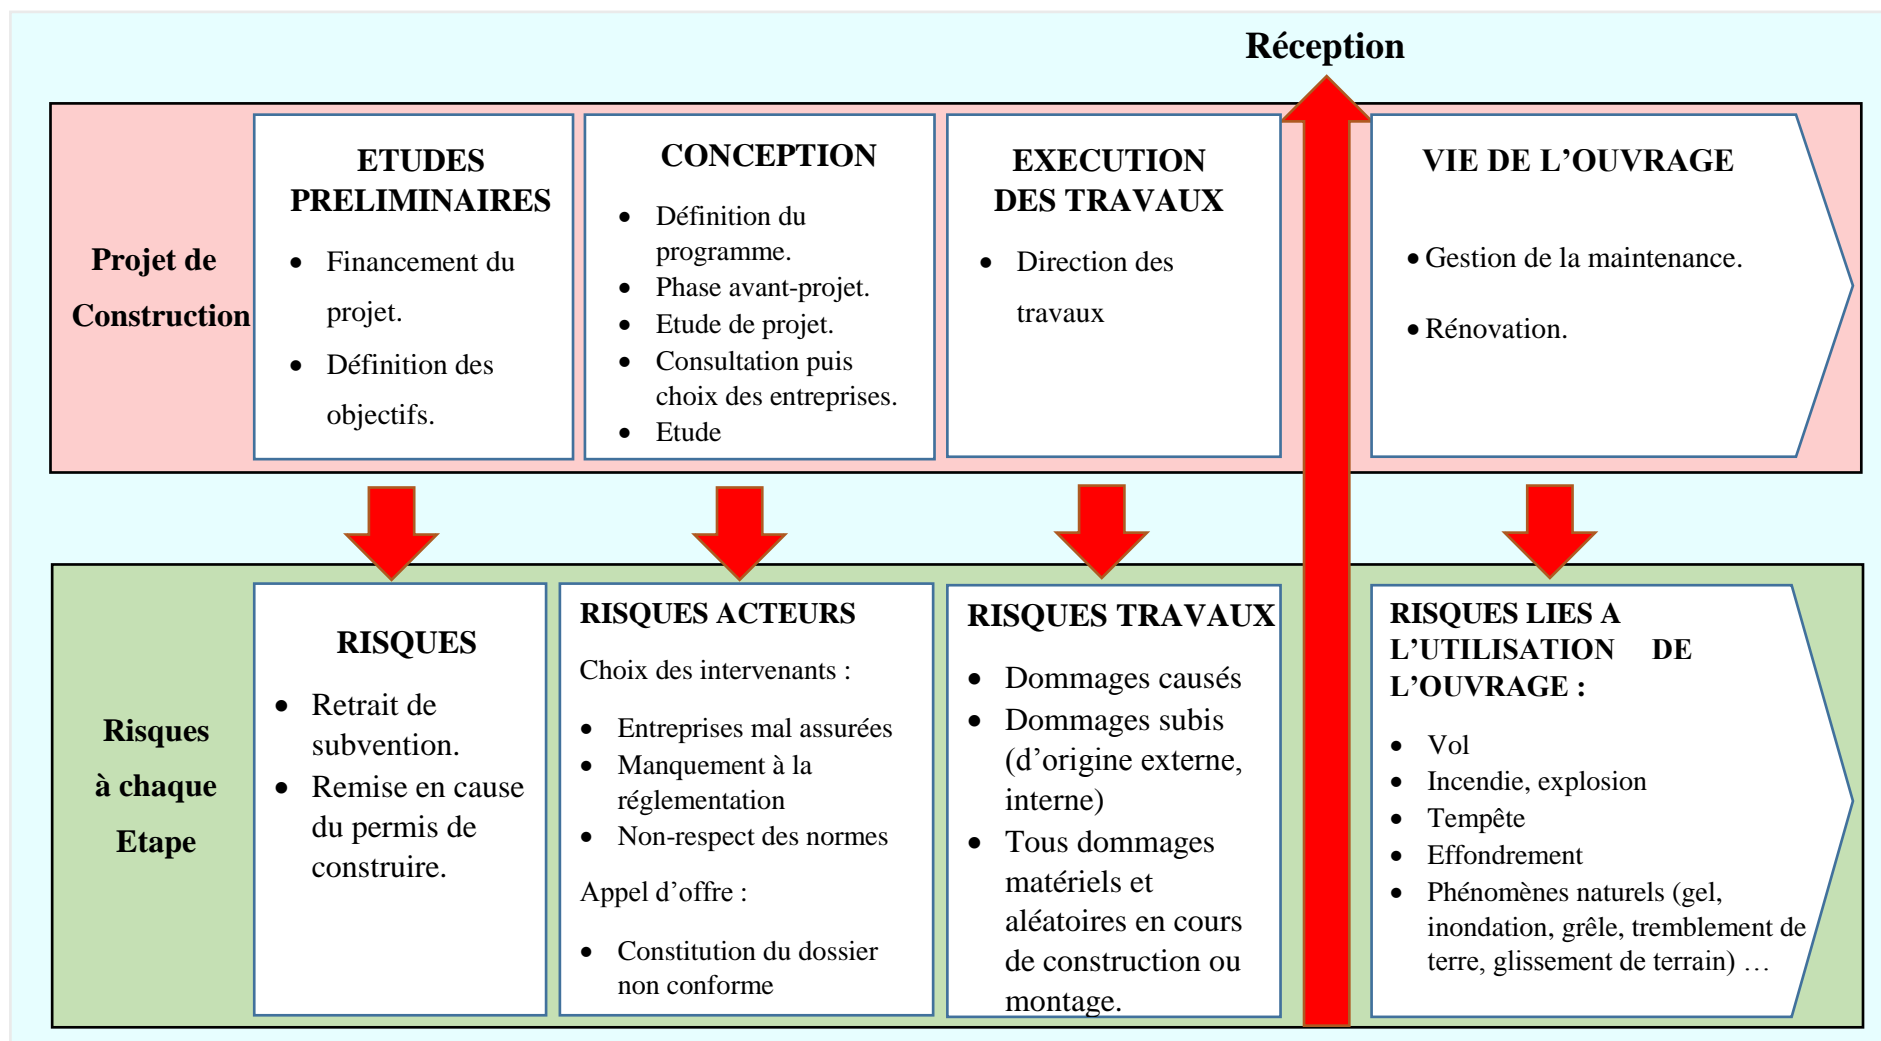 Réception
Projet de
Construction
ETUDES
PRELIMINAIRES
• Financement du
projet.
• Définition des
objectifs.
CONCEPTION
• Définition du
programme.
• Phase avant-projet.
• Etude de projet.
• Consultation puis
choix des entreprises.
• Etude
EXECUTION
DES TRAVAUX
• Direction des
travaux
VIE DE L’OUVRAGE
• Gestion de la maintenance.
• Rénovation.
Risques
à chaque
Etape
RISQUES
• Retrait de
subvention.
• Remise en cause
du permis de
construire.
RISQUES ACTEURS
Choix des intervenants :
• Entreprises mal assurées
• Manquement à la
réglementation
• Non-respect des normes
Appel d’offre :
• Constitution du dossier
non conforme
RISQUES TRAVAUX
• Dommages causés
• Dommages subis
(d’origine externe,
interne)
• Tous dommages
matériels et
aléatoires en cours
de construction ou
montage.
RISQUES LIES A
L’UTILISATION DE
L’OUVRAGE :
• Vol
• Incendie, explosion
• Tempête
• Effondrement
• Phénomènes naturels (gel,
inondation, grêle, tremblement de
terre, glissement de terrain) …